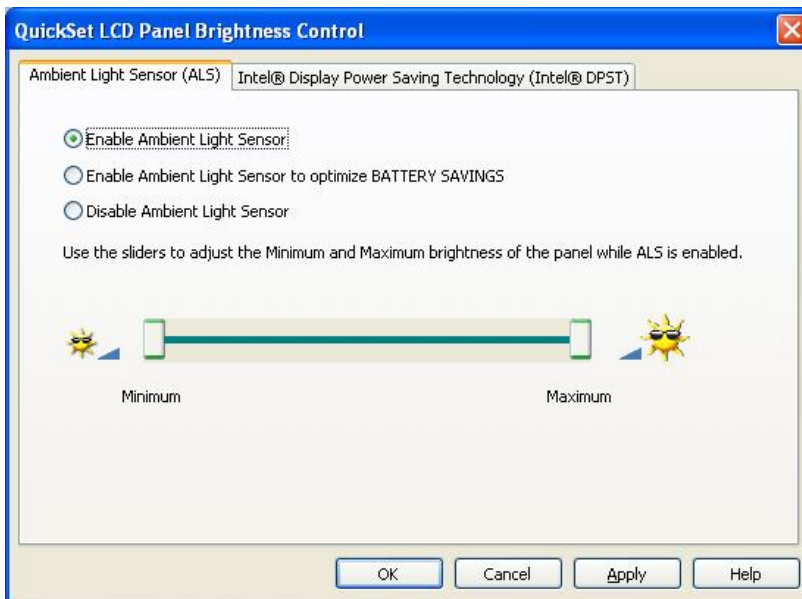 QuickSet LCD Panel Brightness Control
Ambient Light Sensor (ALS)
Intel® Display Power Saving Technology (Intel® DPST)
Enable Ambient Light Sensor
Enable Ambient Light Sensor to optimize BATTERY SAVINGS
Disable Ambient Light Sensor
Use the sliders to adjust the Minimum and Maximum brightness of the panel while ALS is enabled.
Minimum
Maximum
OK
Cancel
Apply
Help